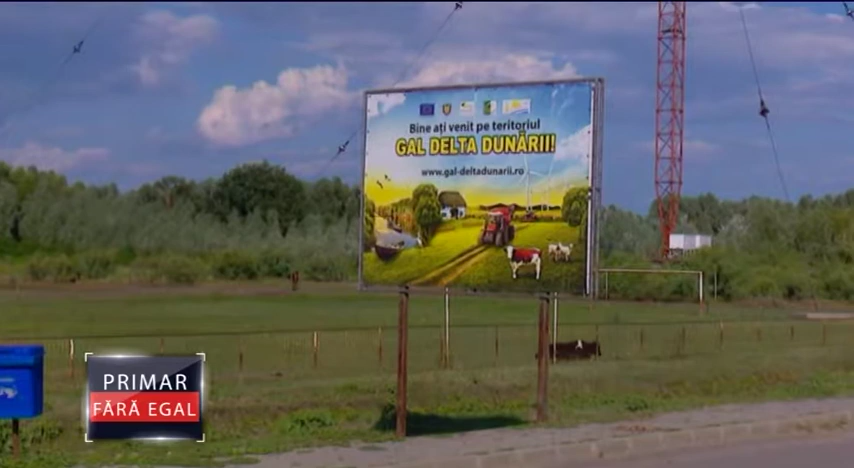 Bine ați venit pe teritoriul
GAL DELTA DUNĂRII!
www.gal-deltadunarii.ro
PRIMAR
FĂRĂ EGAL